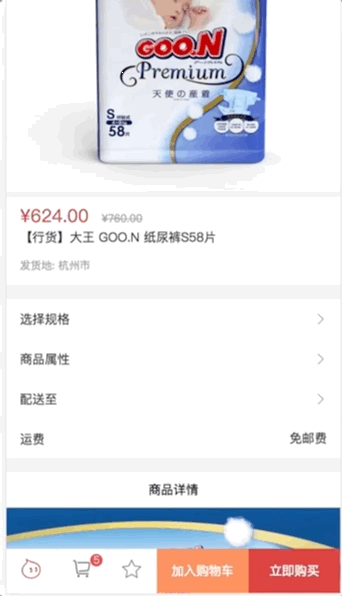 GOO.N
Premium
天使の産着
S
58片
¥624.00 ¥760.00
【行货】大王 GOO.N 纸尿裤S58片
发货地: 杭州市
选择规格
商品属性
配送至
运费 免邮费
商品详情
5
加入购物车 立即购买